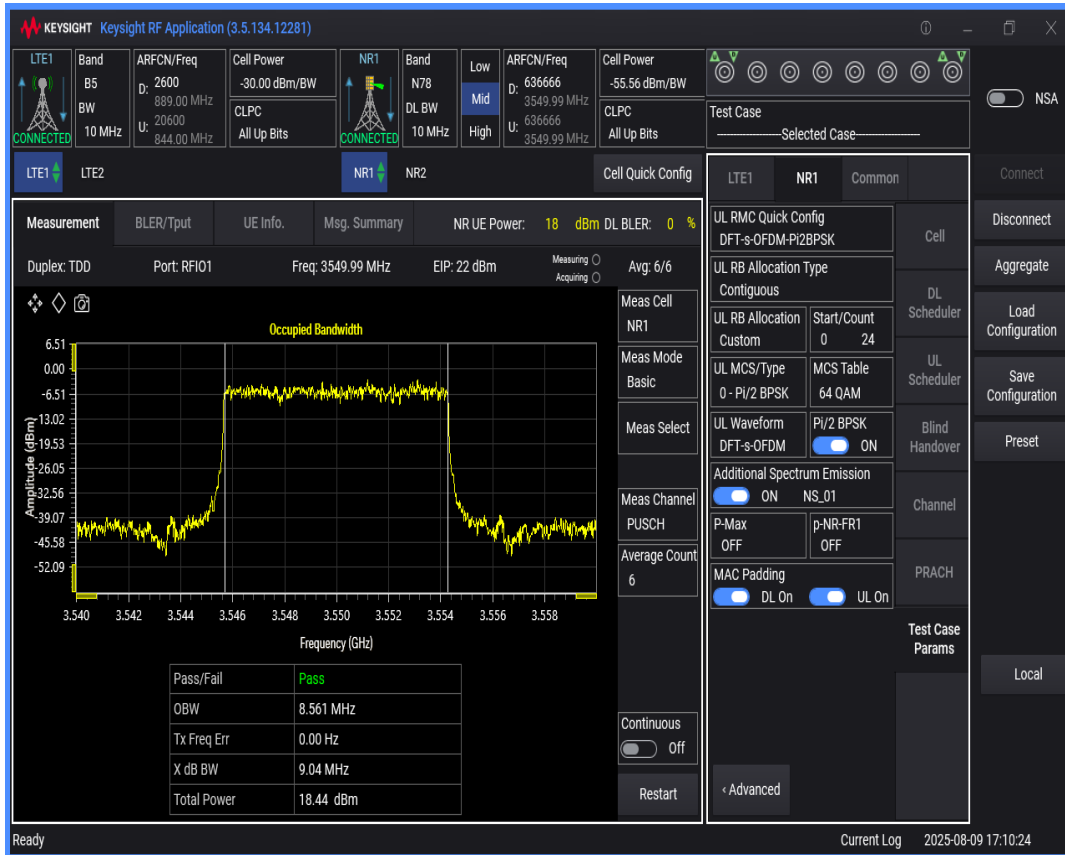 KEYSIGHT Keysight RF Application (3.5.134.12281)
LTE1 Band ARFCN/Freq Cell Power NR1 Band Low ARFCN/Freq Cell Power
B5 D: 2600 -30.00 dBm/BW N78 D: 636666 -55.56 dBm/BW
889.00 MHz 3549.99 MHz
BW CLPC DL BW Mid CLPC
U: 20600 U: 636666
CONNECTED 10 MHz 844.00 MHz All Up Bits CONNECTED 10 MHz High 3549.99 MHz All Up Bits
Test Case
Selected Case
NSA
LTE1 LTE2 NR1 NR2 Cell Quick Config
LTE1 NR1 Common
Connect
Disconnect
Aggregate
Load
Configuration
Save
Configuration
Preset
Local
Measurement BLER/Tput UE Info. Msg. Summary NR UE Power: 18 dBm DL BLER: 0 %
Duplex: TDD Port: RFIO1 Freq: 3549.99 MHz EIP: 22 dBm Measuring Avg: 6/6
Acquiring
Occupied Bandwidth
Amplitude (dBm)
6.51
0.00
-6.51
-13.02
-19.53
-26.05
-32.56
-39.07
-45.58
-52.09
3.540 3.542 3.544 3.546 3.548 3.550 3.552 3.554 3.556 3.558
Frequency (GHz)
Pass/Fail Pass
OBW 8.561 MHz
Tx Freq Err 0.00 Hz
X dB BW 9.04 MHz
Total Power 18.44 dBm
Meas Cell
NR1
Meas Mode
Basic
Meas Select
Meas Channel
PUSCH
Average Count
6
Continuous
Off
Restart
UL RMC Quick Config
DFT-s-OFDM-Pi2BPSK
UL RB Allocation Type
Contiguous
UL RB Allocation Start/Count
Custom 0 24
UL MCS/Type MCS Table
0 - Pi/2 BPSK 64 QAM
UL Waveform Pi/2 BPSK
DFT-s-OFDM ON
Additional Spectrum Emission
ON NS_01
P-Max p-NR-FR1
OFF OFF
MAC Padding
DL On UL On
< Advanced
Cell
DL
Scheduler
UL
Scheduler
Blind
Handover
Channel
PRACH
Test Case
Params
Ready Current Log 2025-08-09 17:10:24